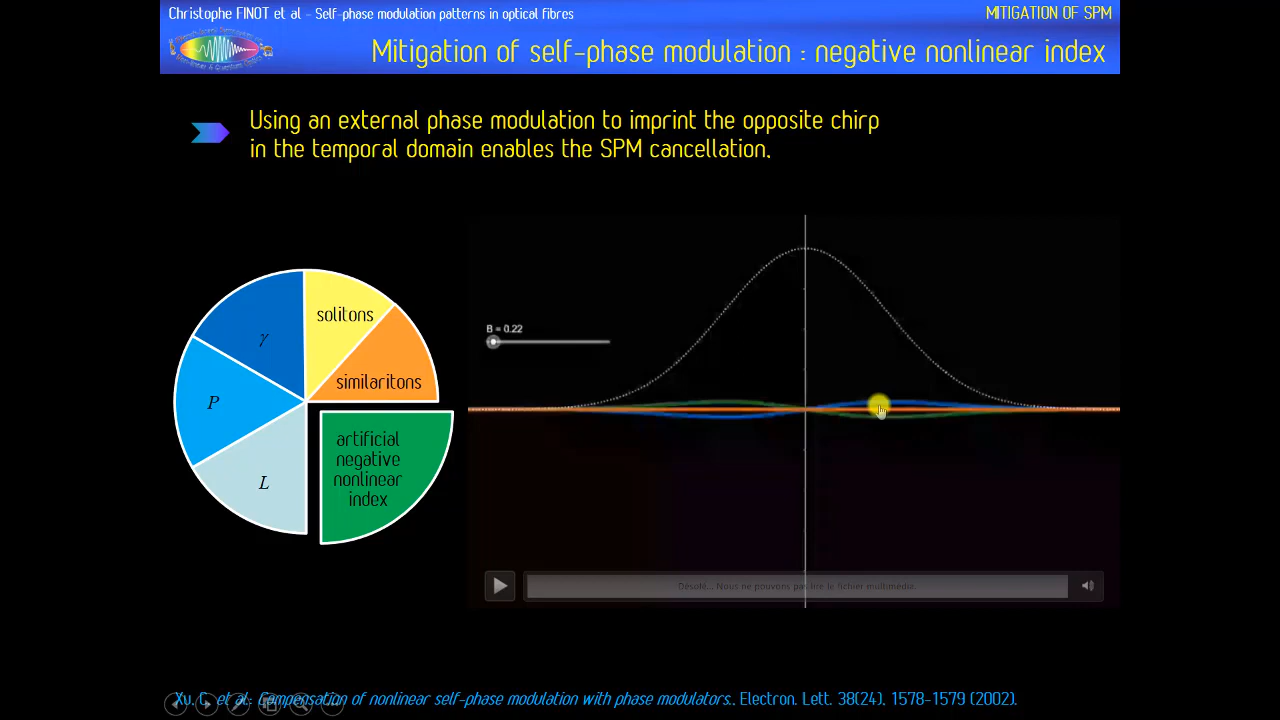 Christophe FINOT et al - Self-phase modulation patterns in optical fibres
MITIGATION OF SPM
Mitigation of self-phase modulation : negative nonlinear index
Using an external phase modulation to imprint the opposite chirp
in the temporal domain enables the SPM cancellation.
B = 0.22
γ
solitons
similaritons
P
L
artificial
negative
nonlinear
index
Désolé... Nous ne pouvons pas lire le fichier multimédia.
Xu, C. et al.: Compensation of nonlinear self-phase modulation with phase modulators., Electron. Lett. 38(24), 1578-1579 (2002).